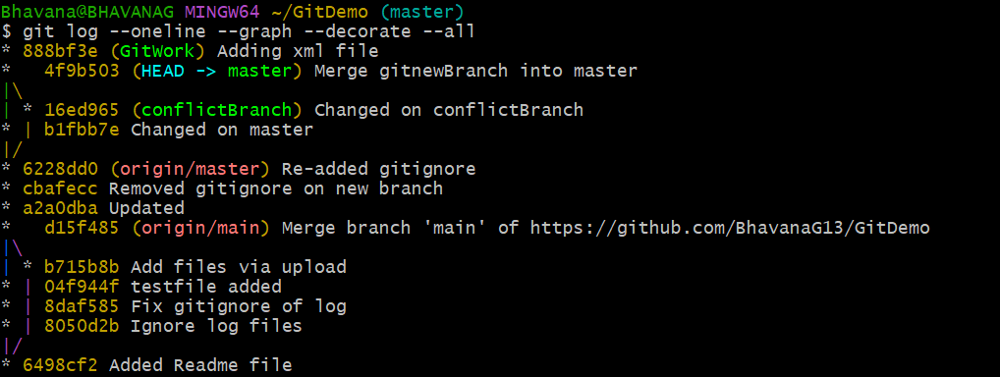 Bhavana@BHAVANAG MINGW64 ~/GitDemo (master)
$ git log --oneline --graph --decorate --all
* 888bf3e (GitWork) Adding xml file
*   4f9b503 (HEAD -> master) Merge gitnewBranch into master
|\
| * 16ed965 (conflictBranch) Changed on conflictBranch
* | b1fbb7e Changed on master
|/
* 6228dd0 (origin/master) Re-added gitignore
* cbafecc Removed gitignore on new branch
* a2a0dba Updated
*   d15f485 (origin/main) Merge branch 'main' of https://github.com/BhavanaG13/GitDemo
|\
| * b715b8b Add files via upload
* | 04f944f testfile added
* | 8daf585 Fix gitignore of log
* | 8050d2b Ignore log files
|/
* 6498cf2 Added Readme file